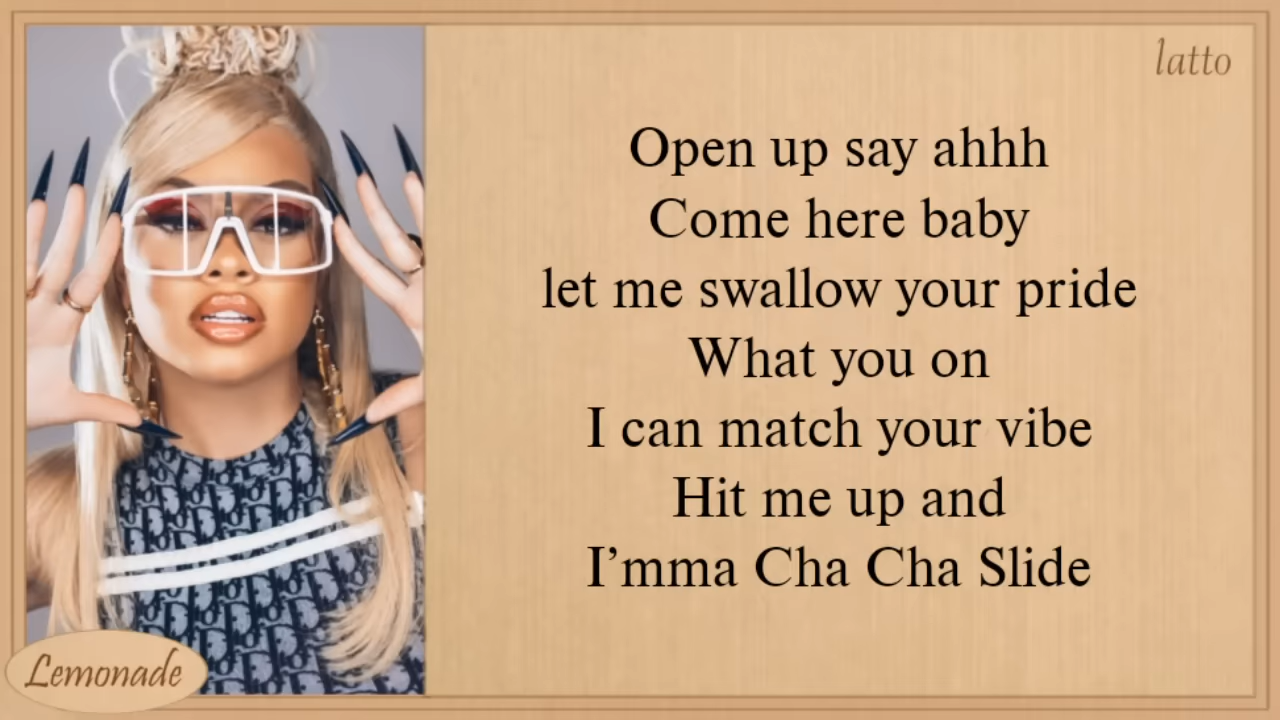 latto
Open up say ahhh
Come here baby
let me swallow your pride
What you on
I can match your vibe
Hit me up and
I’mma Cha Cha Slide
Lemonade